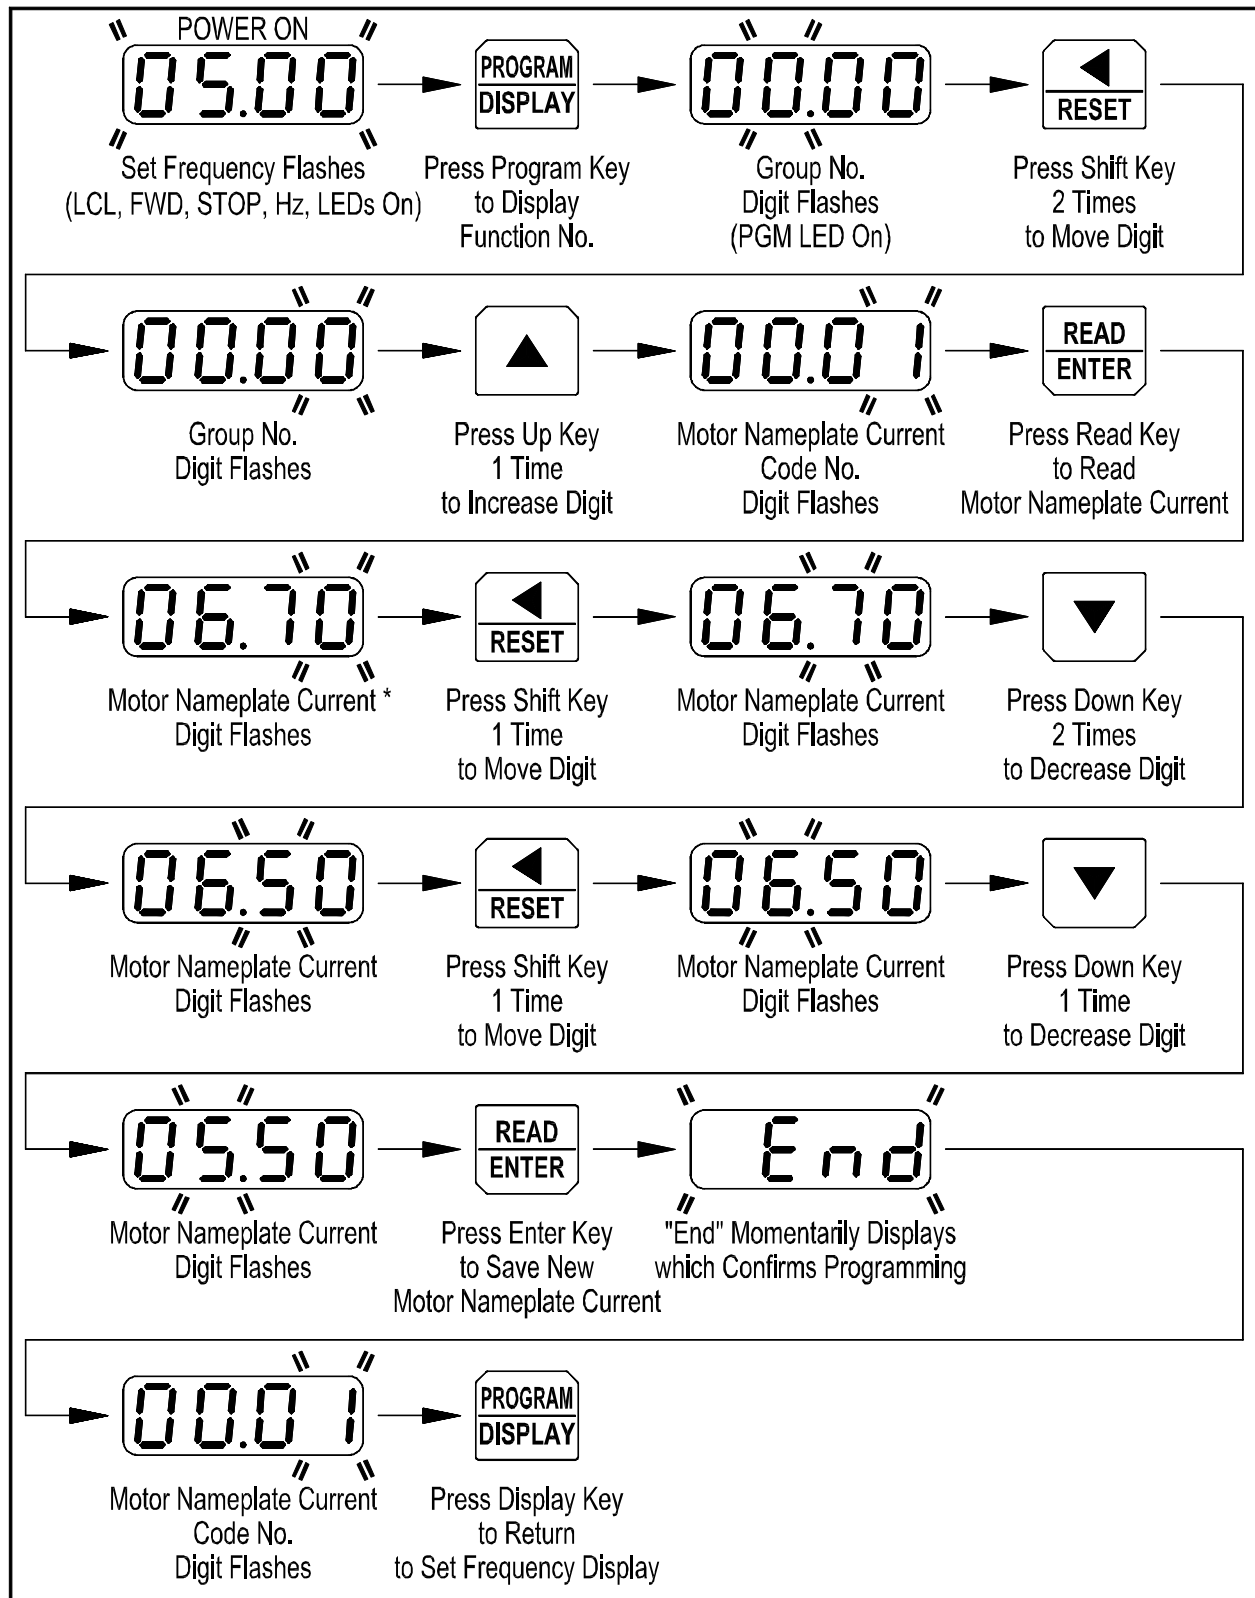 POWER ON
05.00
Set Frequency Flashes
(LCL, FWD, STOP, Hz, LEDs On)
PROGRAM
DISPLAY
Press Program Key
to Display
Function No.
00.00
Group No.
Digit Flashes
(PGM LED On)
◀
RESET
Press Shift Key
2 Times
to Move Digit
00.00
Group No.
Digit Flashes
▲
Press Up Key
1 Time
to Increase Digit
00.01
Motor Nameplate Current
Code No.
Digit Flashes
READ
ENTER
Press Read Key
to Read
Motor Nameplate Current
06.70
Motor Nameplate Current *
Digit Flashes
◀
RESET
Press Shift Key
1 Time
to Move Digit
06.70
Motor Nameplate Current
Digit Flashes
▼
Press Down Key
2 Times
to Decrease Digit
06.50
Motor Nameplate Current
Digit Flashes
◀
RESET
Press Shift Key
1 Time
to Move Digit
06.50
Motor Nameplate Current
Digit Flashes
▼
Press Down Key
1 Time
to Decrease Digit
05.50
Motor Nameplate Current
Digit Flashes
READ
ENTER
Press Enter Key
to Save New
Motor Nameplate Current
End
"End" Momentarily Displays
which Confirms Programming
00.01
Motor Nameplate Current
Code No.
Digit Flashes
PROGRAM
DISPLAY
Press Display Key
to Return
to Set Frequency Display